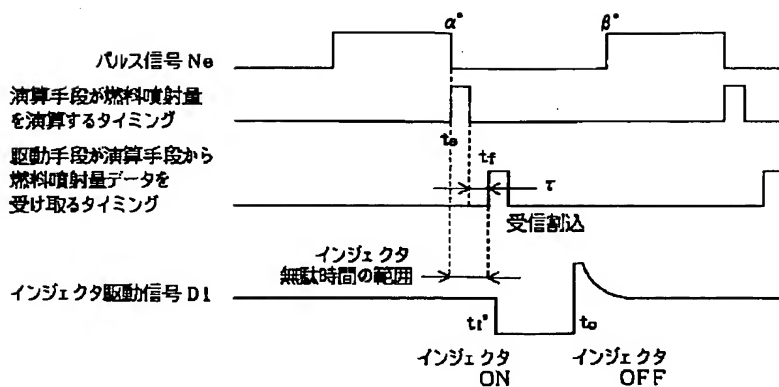 α°
β°
パルス信号 Ne
演算手段が燃料噴射量
を演算するタイミング
ts
駆動手段が演算手段から
燃料噴射量データを
受け取るタイミング
tf
τ
受信割込
インジェクタ
無駄時間の範囲
インジェクタ駆動信号 D1
t1°
to
インジェクタ
ON
インジェクタ
OFF